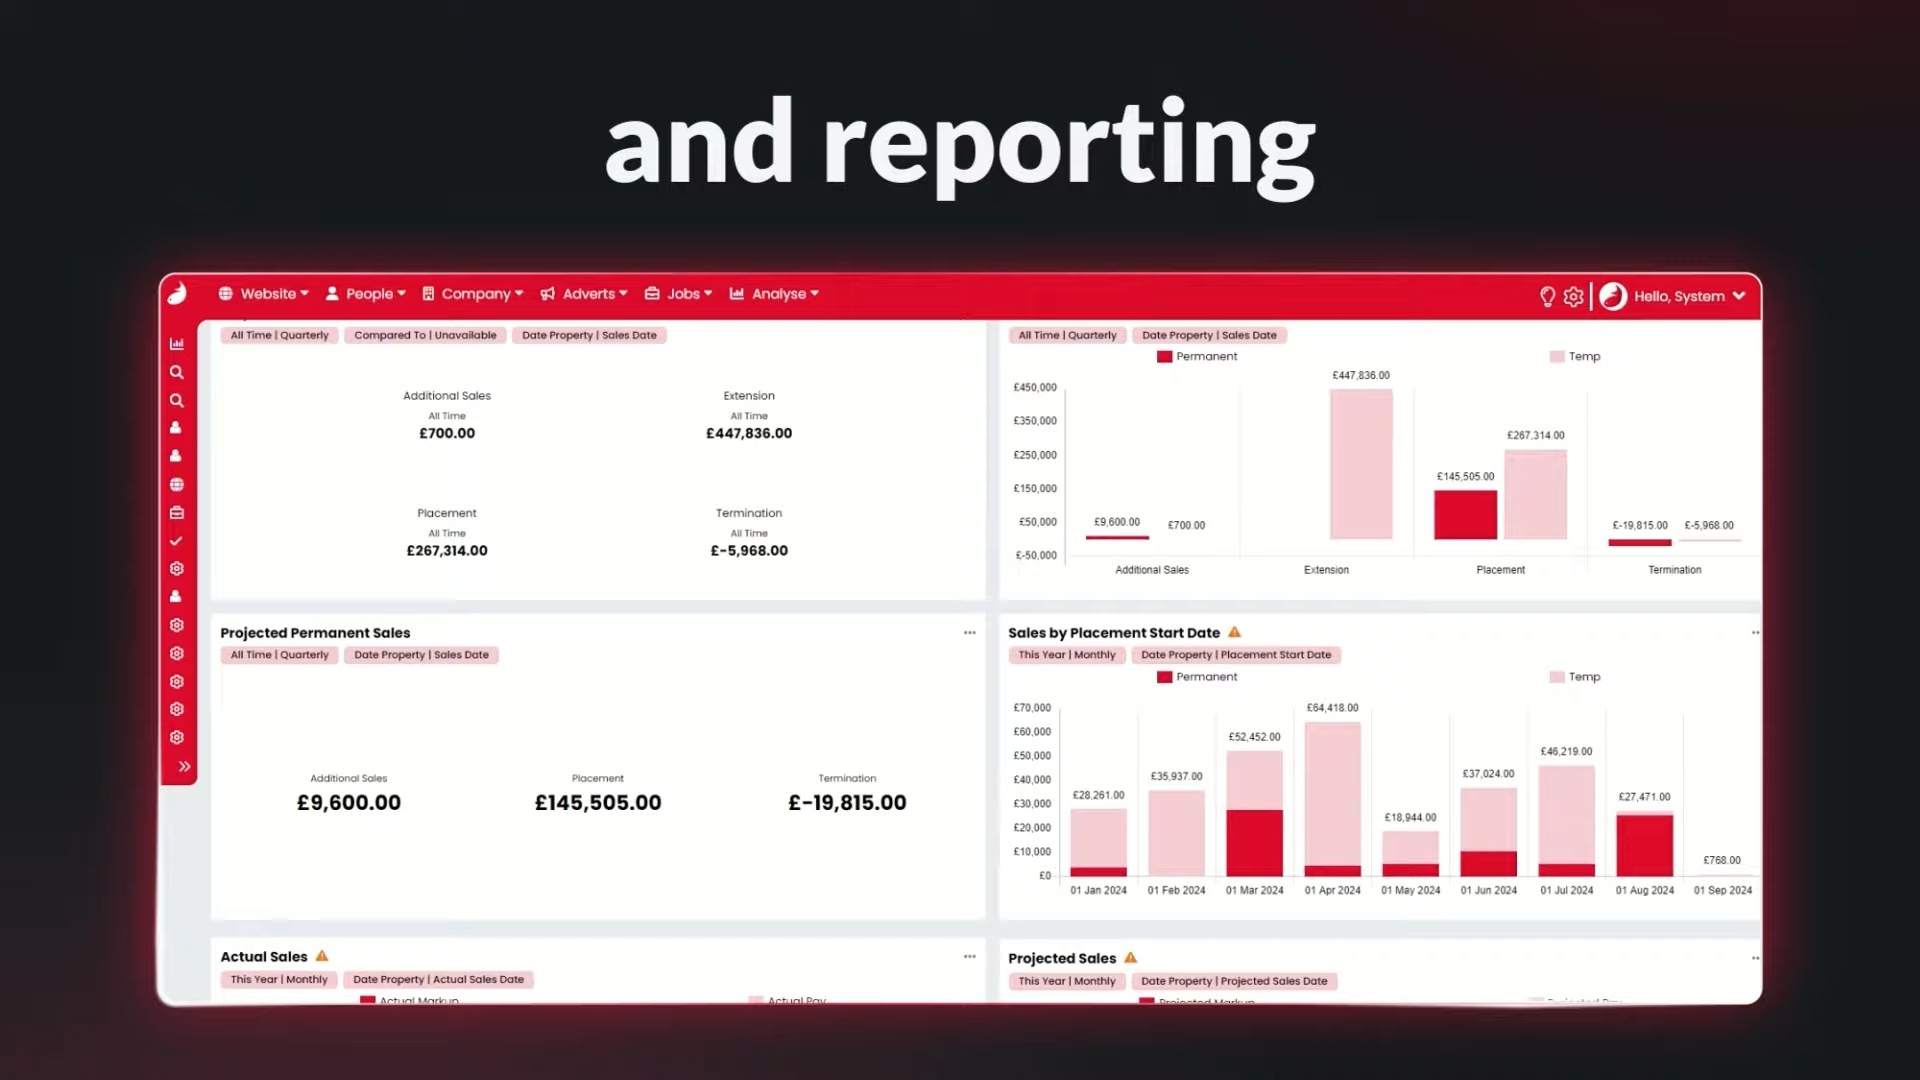 and reporting
Website
People
Company
Adverts
Jobs
Analyse
Hello, System
All Time | Quarterly
Compared To | Unavailable
Date Property | Sales Date
Additional Sales
All Time
£700.00
Extension
All Time
£447,836.00
Placement
All Time
£267,314.00
Termination
All Time
£-5,968.00
All Time | Quarterly
Date Property | Sales Date
Permanent
Temp
£450,000
£350,000
£250,000
£150,000
£50,000
£-50,000
£9,600.00
£700.00
£447,836.00
£145,505.00
£267,314.00
£-19,815.00
£-5,968.00
Additional Sales
Extension
Placement
Termination
Projected Permanent Sales
All Time | Quarterly
Date Property | Sales Date
Additional Sales
£9,600.00
Placement
£145,505.00
Termination
£-19,815.00
Sales by Placement Start Date
This Year | Monthly
Date Property | Placement Start Date
Permanent
Temp
£70,000
£60,000
£50,000
£40,000
£30,000
£20,000
£10,000
£0
£28,261.00
£35,937.00
£52,452.00
£64,418.00
£18,944.00
£37,024.00
£46,219.00
£27,471.00
£768.00
01 Jan 2024
01 Feb 2024
01 Mar 2024
01 Apr 2024
01 May 2024
01 Jun 2024
01 Jul 2024
01 Aug 2024
01 Sep 2024
Actual Sales
This Year | Monthly
Date Property | Actual Sales Date
Actual Markup
Actual Pay
Projected Sales
This Year | Monthly
Date Property | Projected Sales Date
Projected Markup